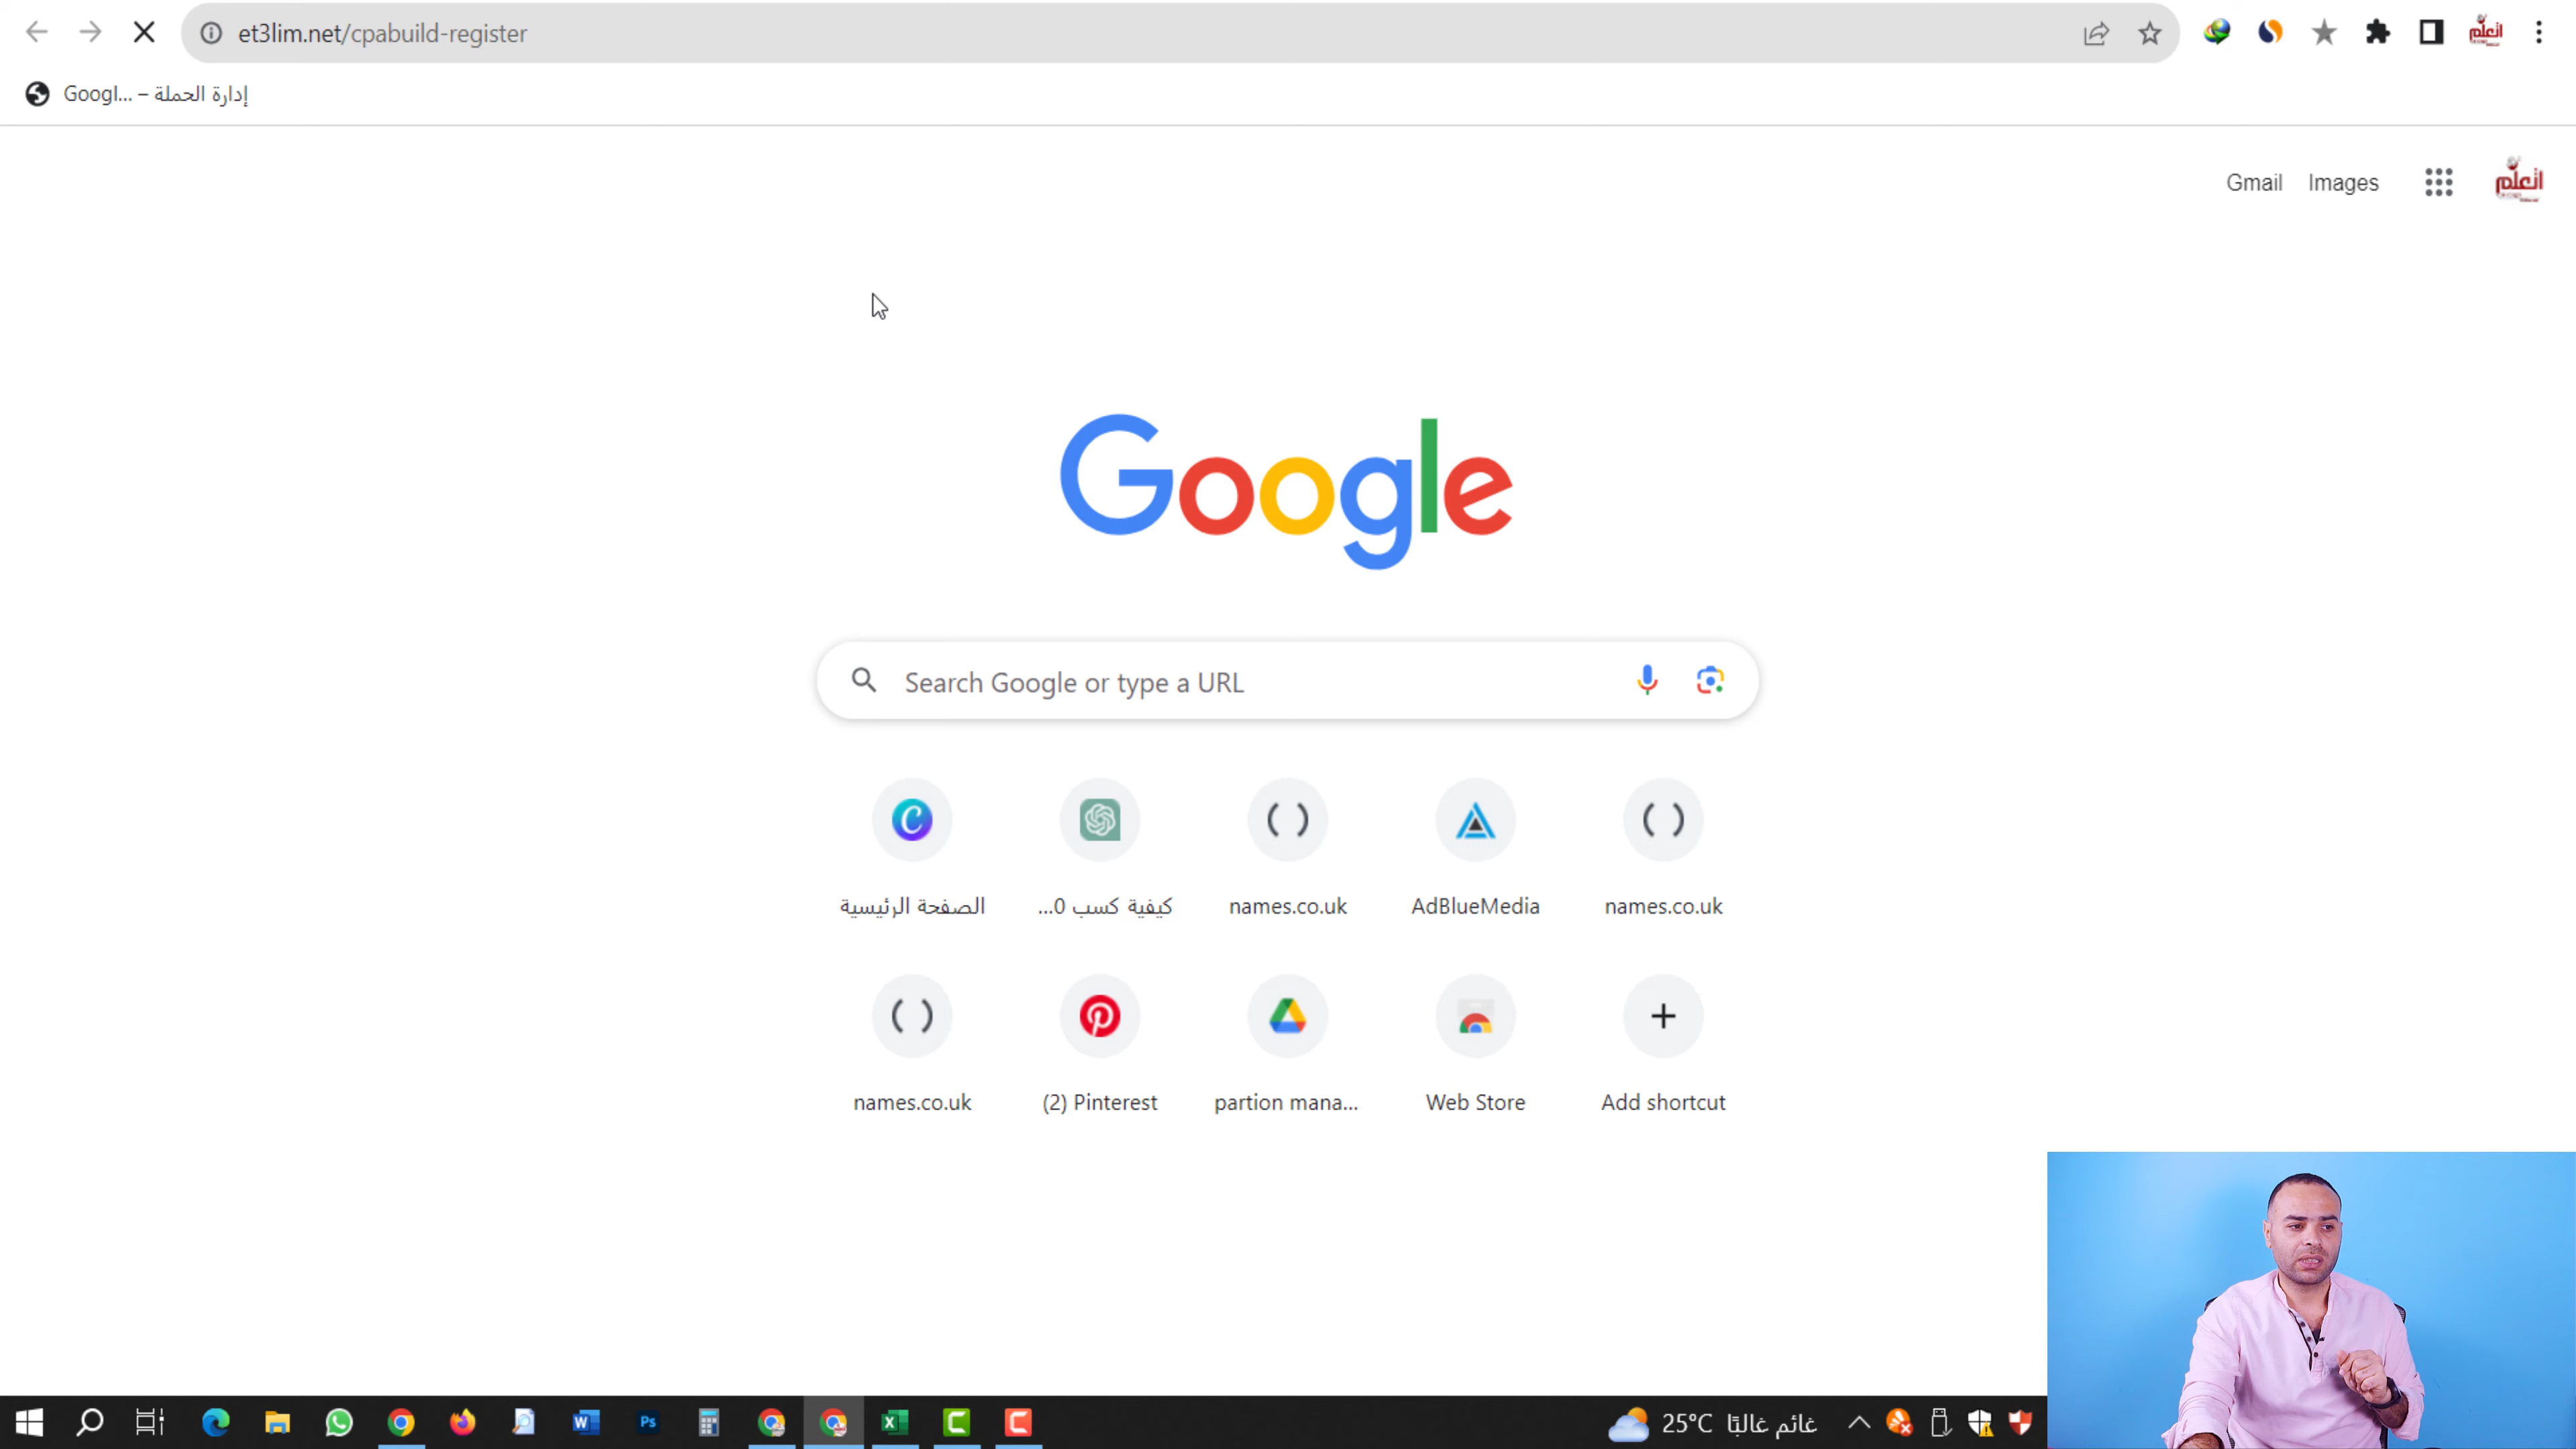 et3lim.net/cpabuild-register
إدارة الحملة – ...Googl
Gmail Images
اتعلم
Google
Search Google or type a URL
الصفحة الرئيسية
كيفية كسب 0...
names.co.uk
AdBlueMedia
names.co.uk
names.co.uk
(2) Pinterest
partion mana...
Web Store
Add shortcut
25°C غائم غالبًا